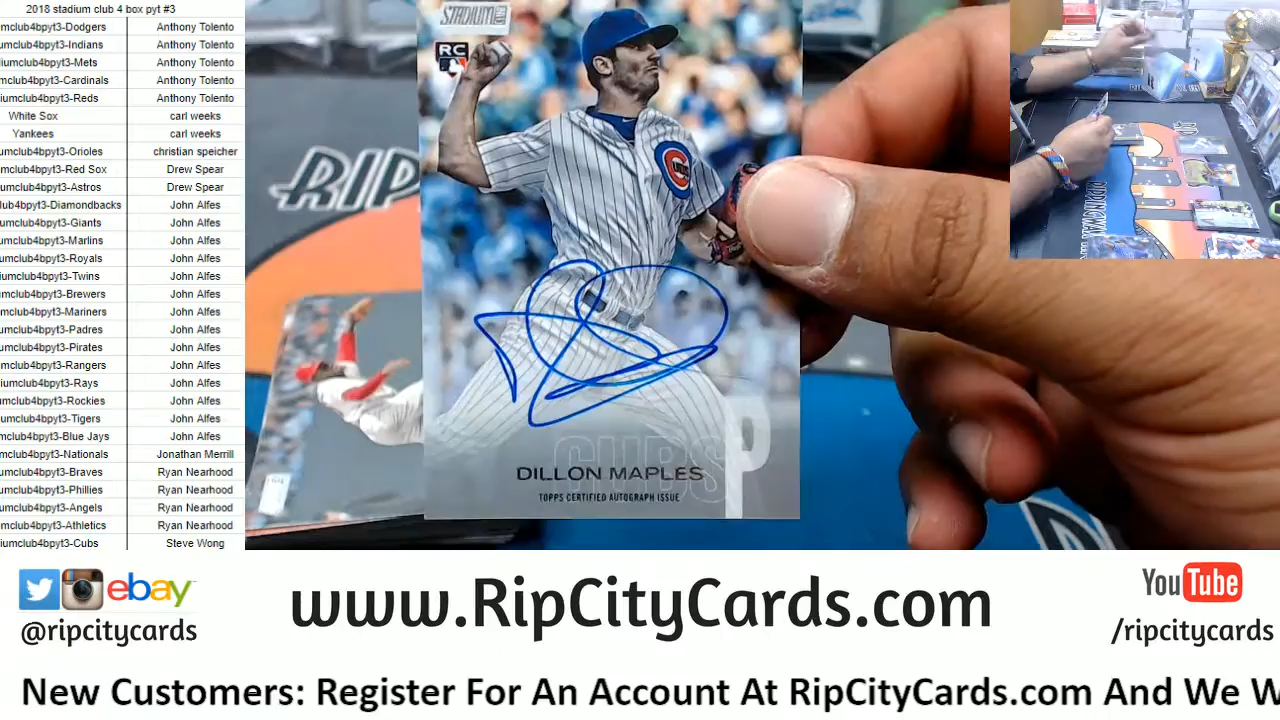 2018 stadium club 4 box pyt #3
mclub4bpyt3-Dodgers Anthony Tolento
umclub4bpyt3-Indians Anthony Tolento
iumclub4bpyt3-Mets Anthony Tolento
mclub4bpyt3-Cardinals Anthony Tolento
iumclub4bpyt3-Reds Anthony Tolento
White Sox carl weeks
Yankees carl weeks
umclub4bpyt3-Orioles christian speicher
umclub4bpyt3-Red Sox Drew Spear
umclub4bpyt3-Astros Drew Spear
lub4bpyt3-Diamondbacks John Alfes
umclub4bpyt3-Giants John Alfes
umclub4bpyt3-Marlins John Alfes
umclub4bpyt3-Royals John Alfes
iumclub4bpyt3-Twins John Alfes
umclub4bpyt3-Brewers John Alfes
mclub4bpyt3-Mariners John Alfes
umclub4bpyt3-Padres John Alfes
umclub4bpyt3-Pirates John Alfes
umclub4bpyt3-Rangers John Alfes
iumclub4bpyt3-Rays John Alfes
umclub4bpyt3-Rockies John Alfes
umclub4bpyt3-Tigers John Alfes
mclub4bpyt3-Blue Jays John Alfes
mclub4bpyt3-Nationals Jonathan Merrill
umclub4bpyt3-Braves Ryan Nearhood
umclub4bpyt3-Phillies Ryan Nearhood
umclub4bpyt3-Angels Ryan Nearhood
umclub4bpyt3-Athletics Ryan Nearhood
iumclub4bpyt3-Cubs Steve Wong
STADIUM CLUB
RC
RIP
CUBS
P
DILLON MAPLES
TOPPS CERTIFIED AUTOGRAPH ISSUE
ebay
@ripcitycards
www.RipCityCards.com
YouTube
/ripcitycards
New Customers: Register For An Account At RipCityCards.com And We W